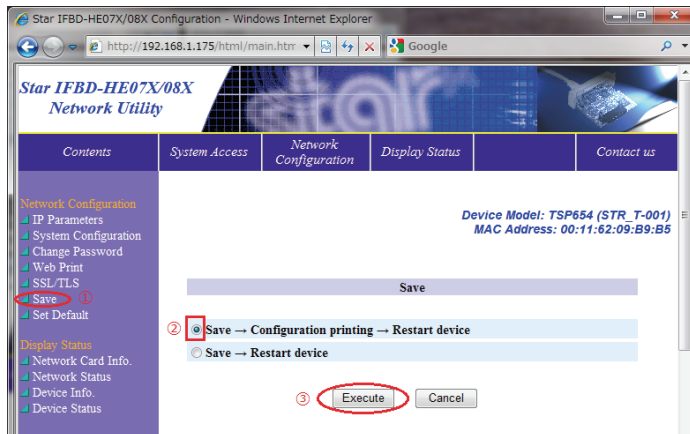 Star IFBD-HE07X/08X Configuration - Windows Internet Explorer
http://192.168.1.175/html/main.htm
Google
Star IFBD-HE07X/08X
Network Utility
star
Contents
System Access
Network
Configuration
Display Status
Contact us
Network Configuration
IP Parameters
System Configuration
Change Password
Web Print
SSL/TLS
Save ①
Set Default
Display Status
Network Card Info.
Network Status
Device Info.
Device Status
Device Model: TSP654 (STR_T-001)
MAC Address: 00:11:62:09:B9:B5
Save
② Save → Configuration printing → Restart device
Save → Restart device
③ Execute Cancel